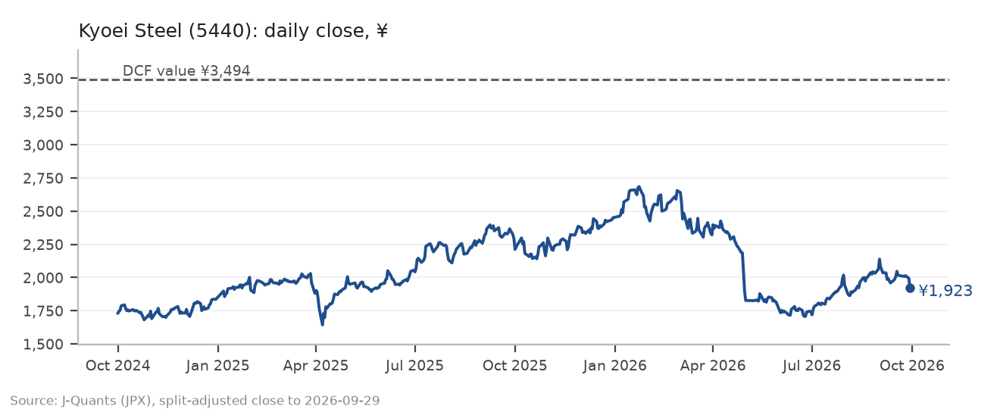 Kyoei Steel (5440): daily close, ¥
DCF value ¥3,494
3,500
3,250
3,000
2,750
2,500
2,250
2,000
1,750
1,500
¥1,923
Oct 2024 Jan 2025 Apr 2025 Jul 2025 Oct 2025 Jan 2026 Apr 2026 Jul 2026 Oct 2026
Source: J-Quants (JPX), split-adjusted close to 2026-09-29